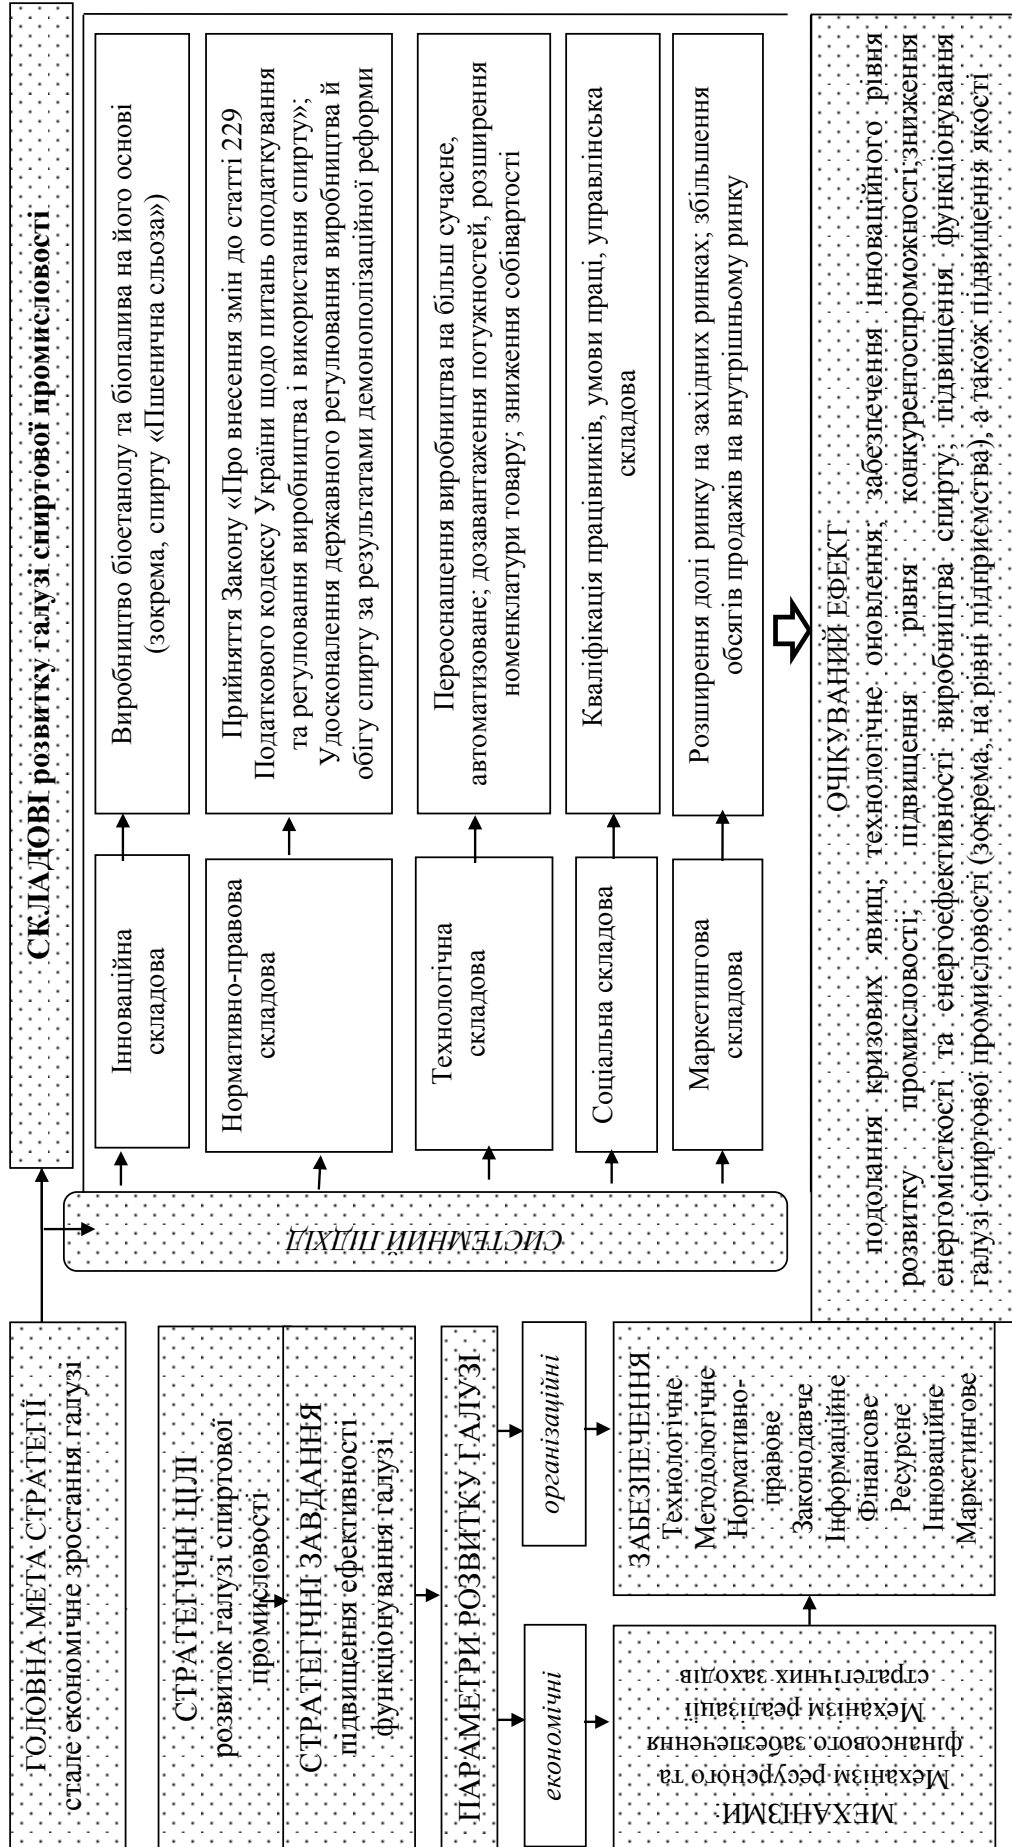 ГОЛОВНА МЕТА СТРАТЕГІЇ
стале економічне зростання галузі
СТРАТЕГІЧНІ ЦІЛІ
розвиток галузі спиртової
промисловості
СТРАТЕГІЧНІ ЗАВДАННЯ
підвищення ефективності
функціонування галузі
ПАРАМЕТРИ РОЗВИТКУ ГАЛУЗІ
економічні
організаційні
МЕХАНІЗМИ:
Механізм ресурсного та
фінансового забезпечення
Механізм реалізації
стратегічних заходів
ЗАБЕЗПЕЧЕННЯ
Технологічне
Методологічне
Нормативно-
правове
Законодавче
Інформаційне
Фінансове
Ресурсне
Інноваційне
Маркетингове
СКЛАДОВІ розвитку галузі спиртової промисловості
СИСТЕМНИЙ ПІДХІД
Інноваційна
складова
Виробництво біоетанолу та біопалива на його основі
(зокрема, спирту «Пшенична сльоза»)
Нормативно-правова
складова
Прийняття Закону «Про внесення змін до статті 229
Податкового кодексу України щодо питань оподаткування
та регулювання виробництва і використання спирту»;
Удосконалення державного регулювання виробництва й
обігу спирту за результатами демонополізаційної реформи
Технологічна
складова
Переоснащення виробництва на більш сучасне,
автоматизоване; дозавантаження потужностей, розширення
номенклатури товару; зниження собівартості
Соціальна складова
Кваліфікація працівників, умови праці, управлінська
складова
Маркетингова
складова
Розширення долі ринку на західних ринках; збільшення
обсягів продажів на внутрішньому ринку
ОЧІКУВАНИЙ ЕФЕКТ
подолання кризових явищ; технологічне оновлення; забезпечення інноваційного рівня
розвитку промисловості, підвищення рівня конкурентоспроможності;зниження
енергомісткості та енергоефективності виробництва спирту; підвищення функціонування
галузі спиртової промисловості (зокрема, на рівні підприємства), а також підвищення якості